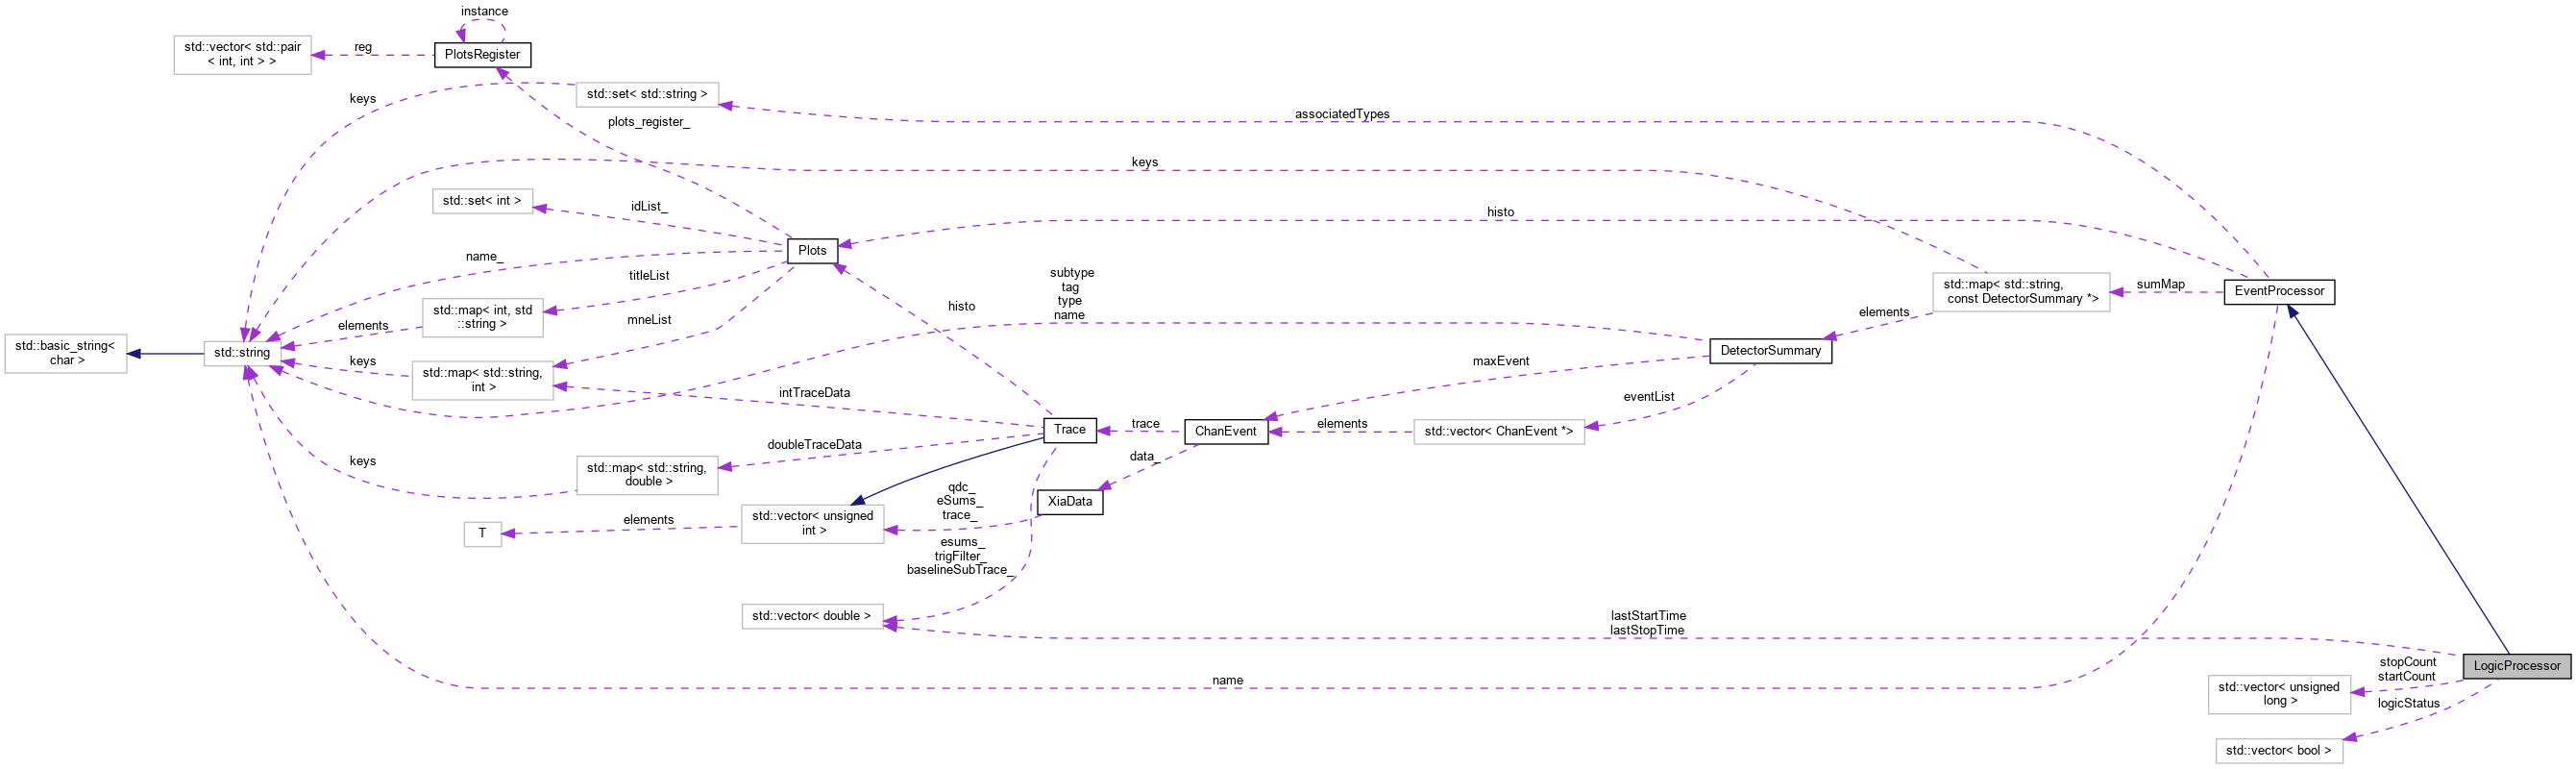 instance
std::vector< std::pair
< int, int > >
reg
PlotsRegister
keys
std::set< std::string >
plots_register_
associatedTypes
keys
std::set< int >
idList_
histo
name_
Plots
titleList
std::map< int, std
::string >
elements
mneList
subtype
tag
type
name
histo
std::map< std::string,
const DetectorSummary *>
sumMap
EventProcessor
elements
std::basic_string<
char >
std::string
keys
std::map< std::string,
int >
intTraceData
maxEvent
DetectorSummary
eventList
doubleTraceData
Trace
trace
ChanEvent
elements
std::vector< ChanEvent *>
keys
std::map< std::string,
double >
data_
qdc_
eSums_
trace_
XiaData
T
elements
std::vector< unsigned
int >
esums_
trigFilter_
baselineSubTrace_
std::vector< double >
lastStartTime
lastStopTime
name
LogicProcessor
stopCount
startCount
std::vector< unsigned
long >
logicStatus
std::vector< bool >